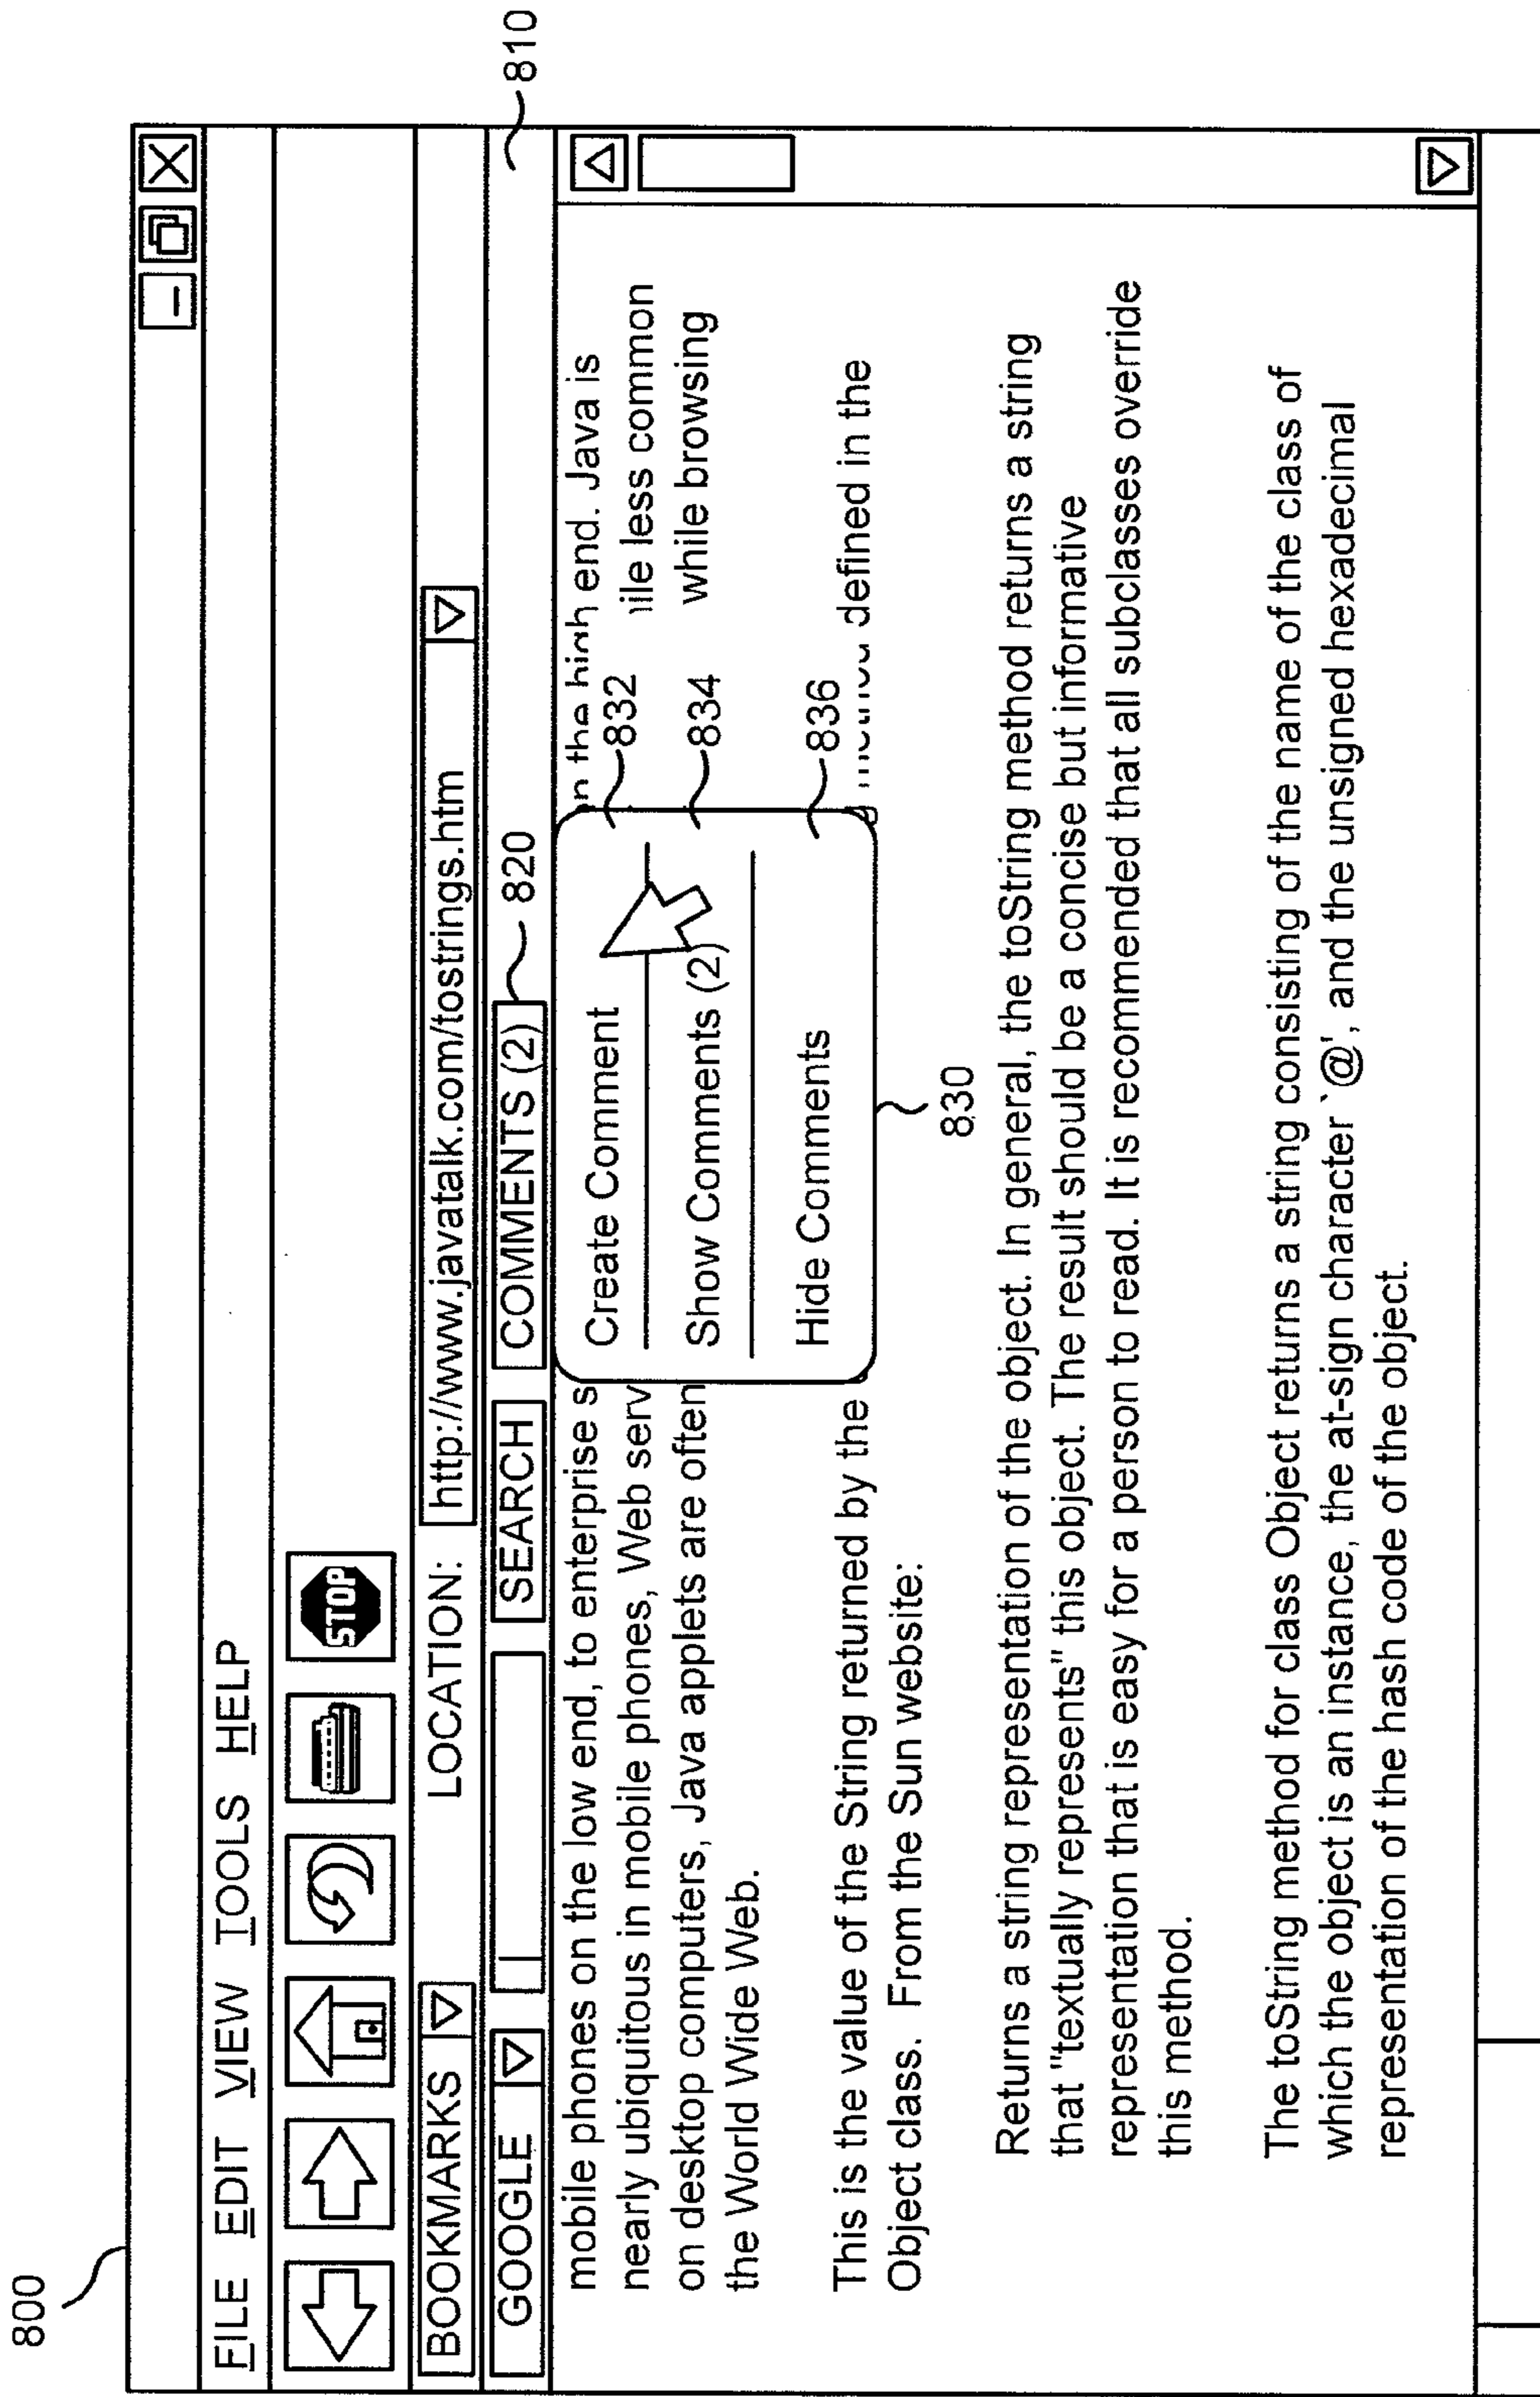 800
FILE EDIT VIEW TOOLS HELP
STOP
BOOKMARKS LOCATION: http://www.javatalk.com/tostrings.htm
GOOGLE SEARCH COMMENTS (2) 820 810
mobile phones on the low end, to enterprise s n the high end. Java is
nearly ubiquitous in mobile phones, Web serv ile less common
on desktop computers, Java applets are often while browsing
the World Wide Web.
Create Comment 832
Show Comments (2) 834
Hide Comments 836
830
This is the value of the String returned by the method defined in the
Object class. From the Sun website:
Returns a string representation of the object. In general, the toString method returns a string
that "textually represents" this object. The result should be a concise but informative
representation that is easy for a person to read. It is recommended that all subclasses override
this method.
The toString method for class Object returns a string consisting of the name of the class of
which the object is an instance, the at-sign character `@', and the unsigned hexadecimal
representation of the hash code of the object.